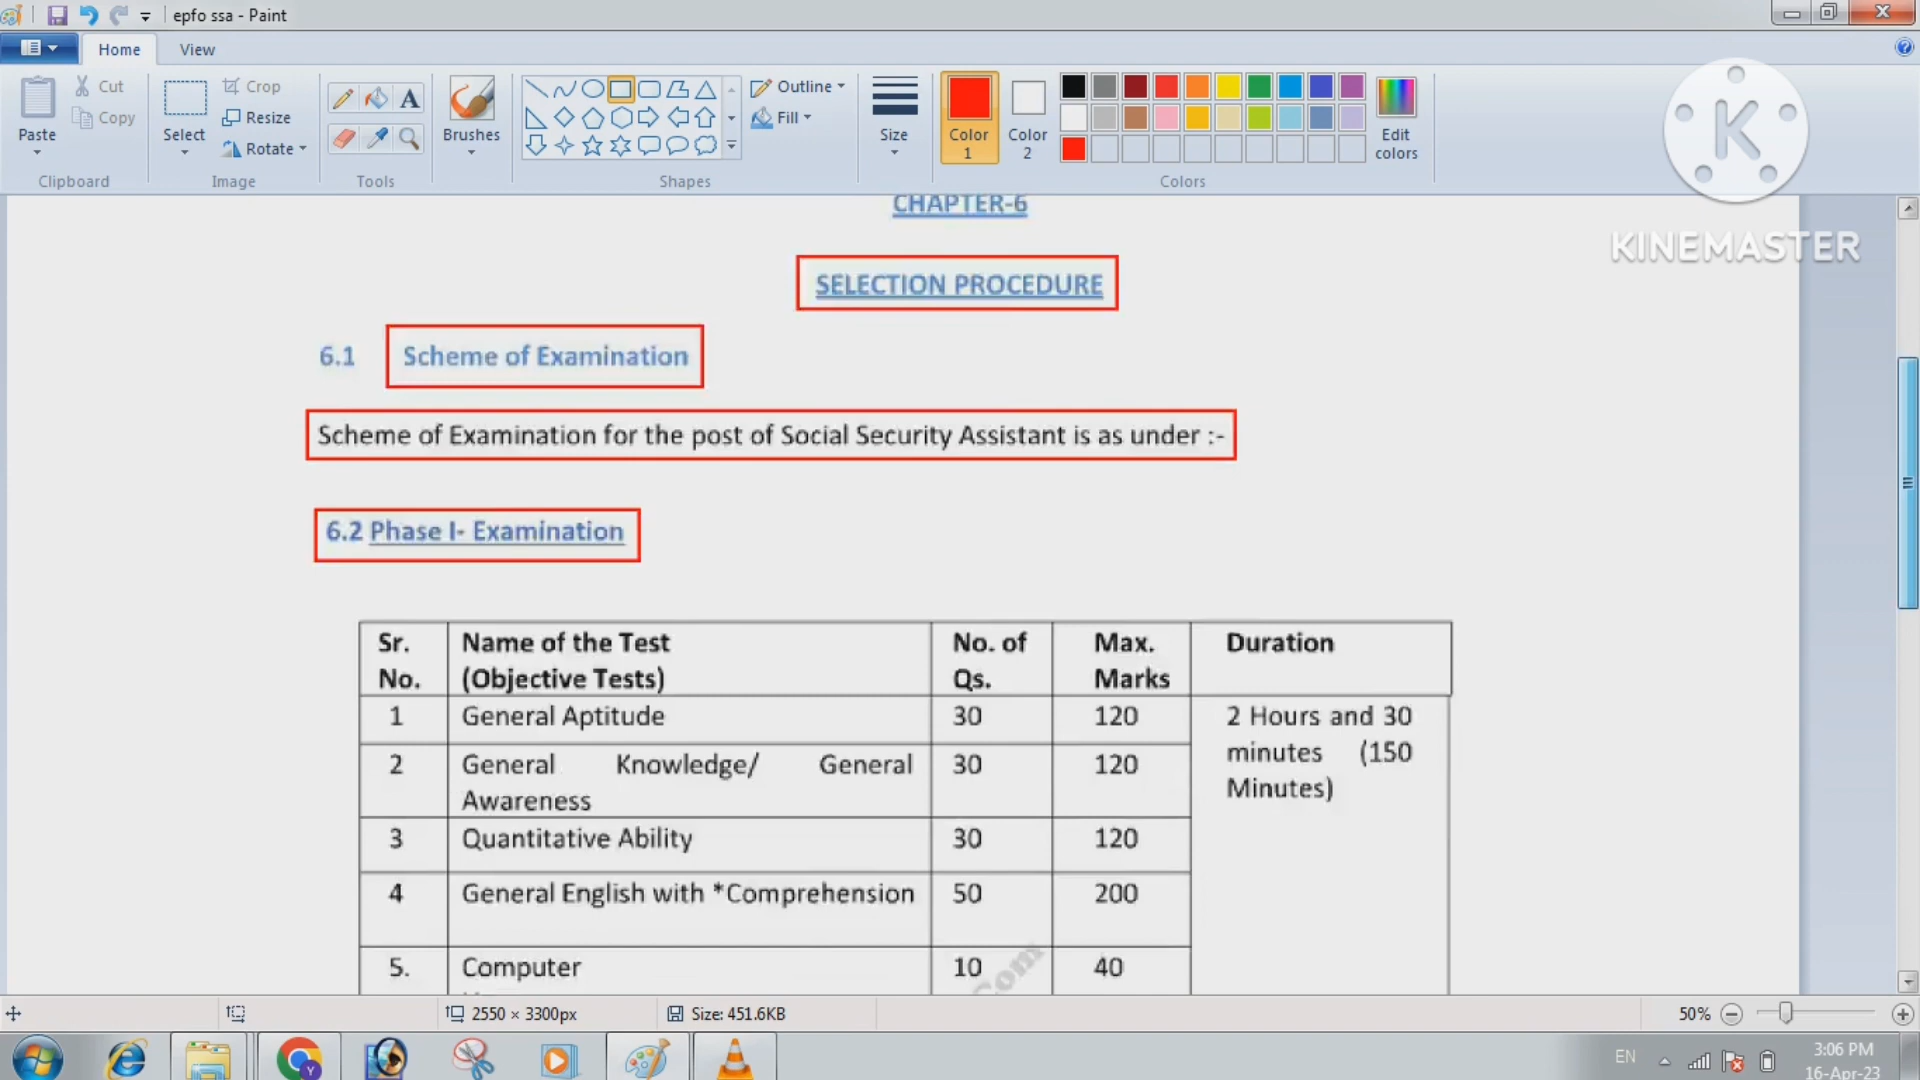 epfo ssa - Paint
Home View
Paste
Cut
Copy
Clipboard
Select
Crop
Resize
Rotate
Image
A
Tools
Brushes
Shapes
Outline
Fill
Size
Color 1
Color 2
Edit colors
Colors
K
KINEMASTER
CHAPTER-6
SELECTION PROCEDURE
6.1 Scheme of Examination
Scheme of Examination for the post of Social Security Assistant is as under :-
6.2 Phase I- Examination
Sr. No. Name of the Test (Objective Tests) No. of Qs. Max. Marks Duration
1 General Aptitude 30 120 2 Hours and 30 minutes (150 Minutes)
2 General Knowledge/ General Awareness 30 120
3 Quantitative Ability 30 120
4 General English with *Comprehension 50 200
5. Computer 10 40
Com
2550 × 3300px
Size: 451.6KB
50%
EN
3:06 PM
16-Apr-23